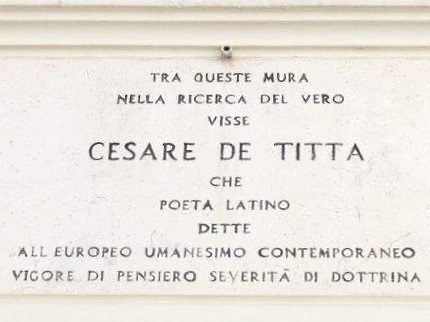 TRA QUESTE MURA
NELLA RICERCA DEL VERO
VISSE
CESARE DE TITTA
CHE
POETA LATINO
DETTE
ALL EUROPEO UMANESIMO CONTEMPORANEO
VIGORE DI PENSIERO SEVERITÀ DI DOTTRINA